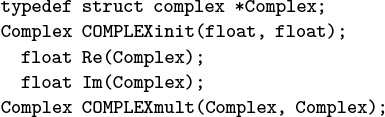 typedef struct complex *Complex;
Complex COMPLEXinit(float, float);
  float Re(Complex);
  float Im(Complex);
Complex COMPLEXmult(Complex, Complex);